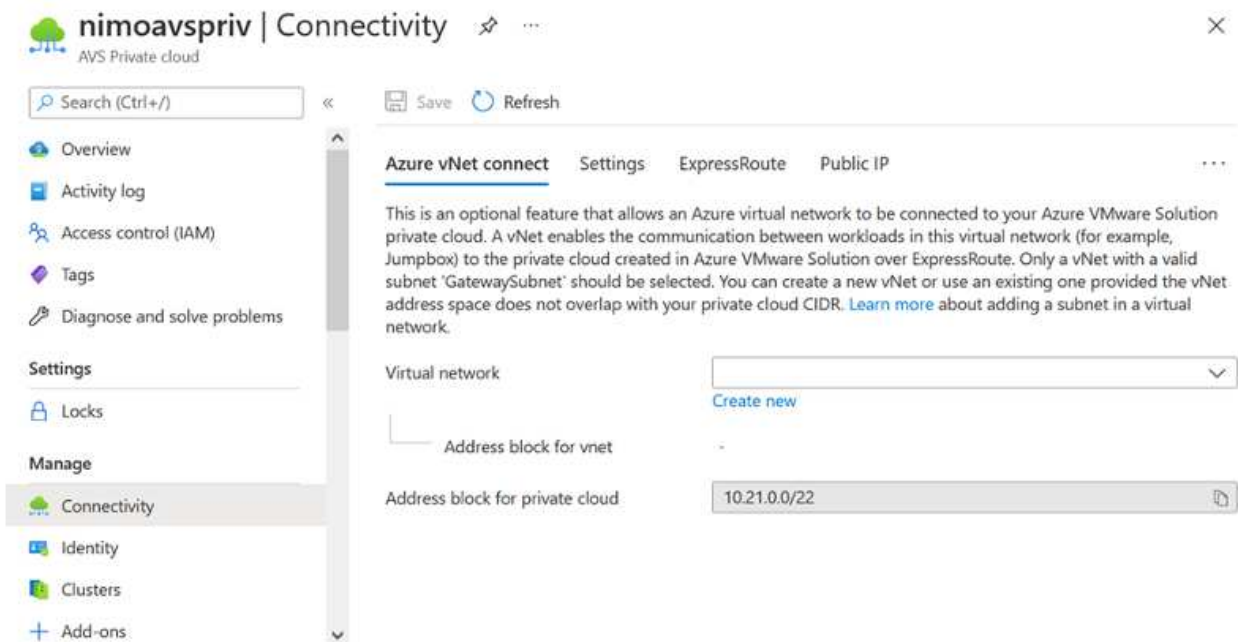 nimoavspriv | Connectivity
AVS Private cloud
Search (Ctrl+/)
Overview
Activity log
Access control (IAM)
Tags
Diagnose and solve problems
Settings
Locks
Manage
Connectivity
Identity
Clusters
Add-ons
Save
Refresh
Azure vNet connect
Settings
ExpressRoute
Public IP
This is an optional feature that allows an Azure virtual network to be connected to your Azure VMware Solution
private cloud. A vNet enables the communication between workloads in this virtual network (for example,
Jumpbox) to the private cloud created in Azure VMware Solution over ExpressRoute. Only a vNet with a valid
subnet 'GatewaySubnet' should be selected. You can create a new vNet or use an existing one provided the vNet
address space does not overlap with your private cloud CIDR. Learn more about adding a subnet in a virtual
network.
Virtual network
Create new
Address block for vnet
-
Address block for private cloud
10.21.0.0/22